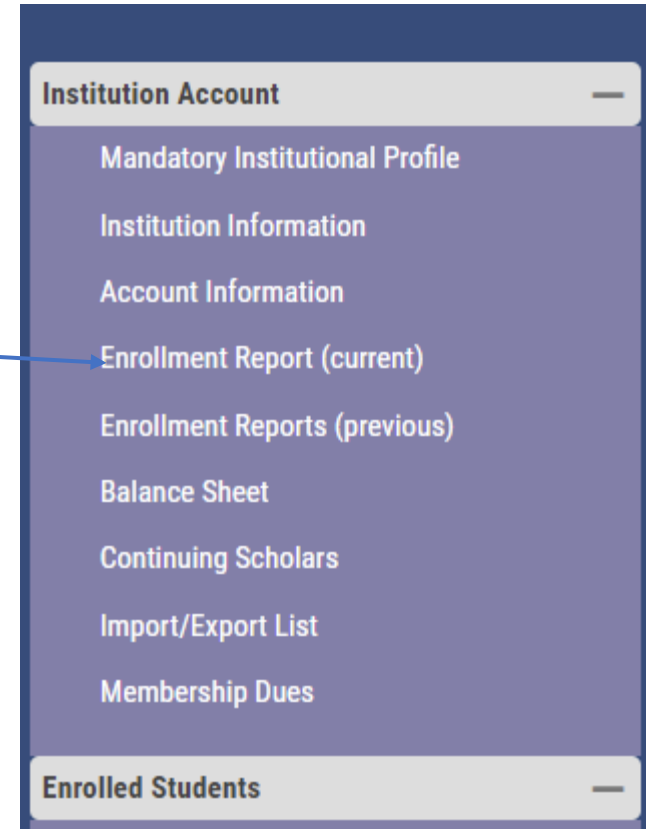 Institution Account
Mandatory Institutional Profile
Institution Information
Account Information
Enrollment Report (current)
Enrollment Reports (previous)
Balance Sheet
Continuing Scholars
Import/Export List
Membership Dues
Enrolled Students